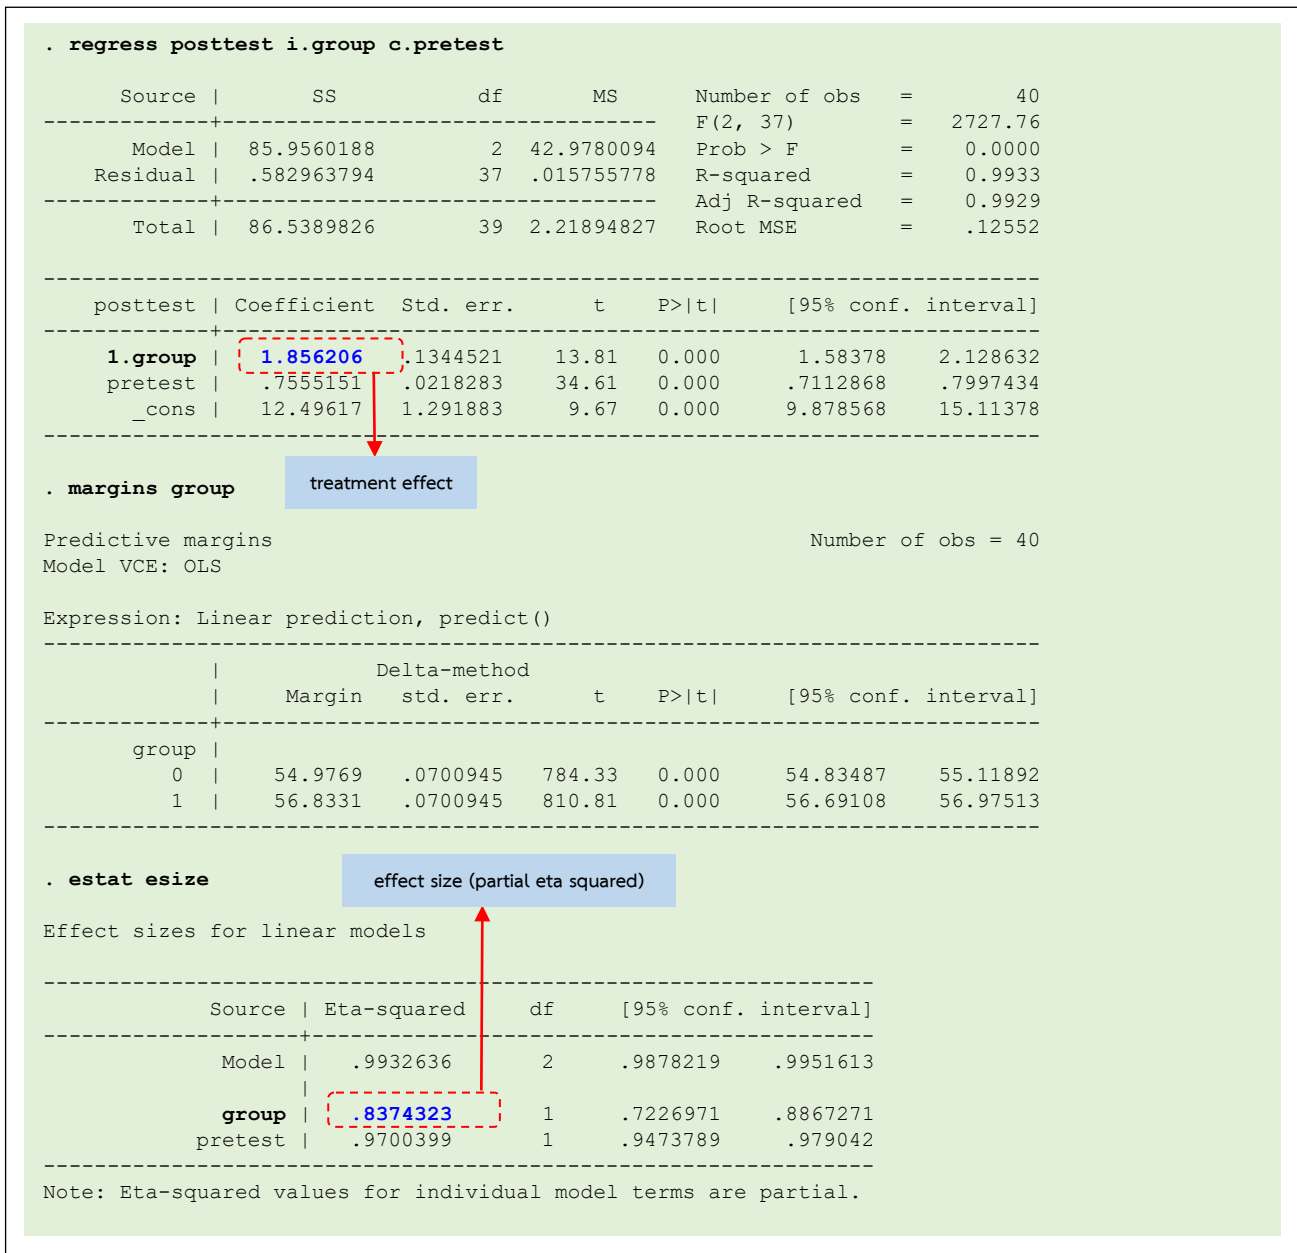 . regress posttest i.group c.pretest
Source | SS df MS Number of obs = 40
-------------+---------------------------------- F(2, 37) = 2727.76
Model | 85.9560188 2 42.9780094 Prob > F = 0.0000
Residual | .582963794 37 .015755778 R-squared = 0.9933
-------------+---------------------------------- Adj R-squared = 0.9929
Total | 86.5389826 39 2.21894827 Root MSE = .12552
------------------------------------------------------------------------------
posttest | Coefficient Std. err. t P>|t| [95% conf. interval]
-------------+----------------------------------------------------------------
1.group | 1.856206 .1344521 13.81 0.000 1.58378 2.128632
pretest | .7555151 .0218283 34.61 0.000 .7112868 .7997434
_cons | 12.49617 1.291883 9.67 0.000 9.878568 15.11378
------------------------------------------------------------------------------
treatment effect
. margins group
Predictive margins Number of obs = 40
Model VCE: OLS
Expression: Linear prediction, predict()
------------------------------------------------------------------------------
| Delta-method
| Margin std. err. t P>|t| [95% conf. interval]
-------------+----------------------------------------------------------------
group |
0 | 54.9769 .0700945 784.33 0.000 54.83487 55.11892
1 | 56.8331 .0700945 810.81 0.000 56.69108 56.97513
------------------------------------------------------------------------------
. estat esize
effect size (partial eta squared)
Effect sizes for linear models
-----------------------------------------------------------------
Source | Eta-squared df [95% conf. interval]
--------------------+--------------------------------------------
Model | .9932636 2 .9878219 .9951613
|
group | .8374323 1 .7226971 .8867271
pretest | .9700399 1 .9473789 .979042
-----------------------------------------------------------------
Note: Eta-squared values for individual model terms are partial.